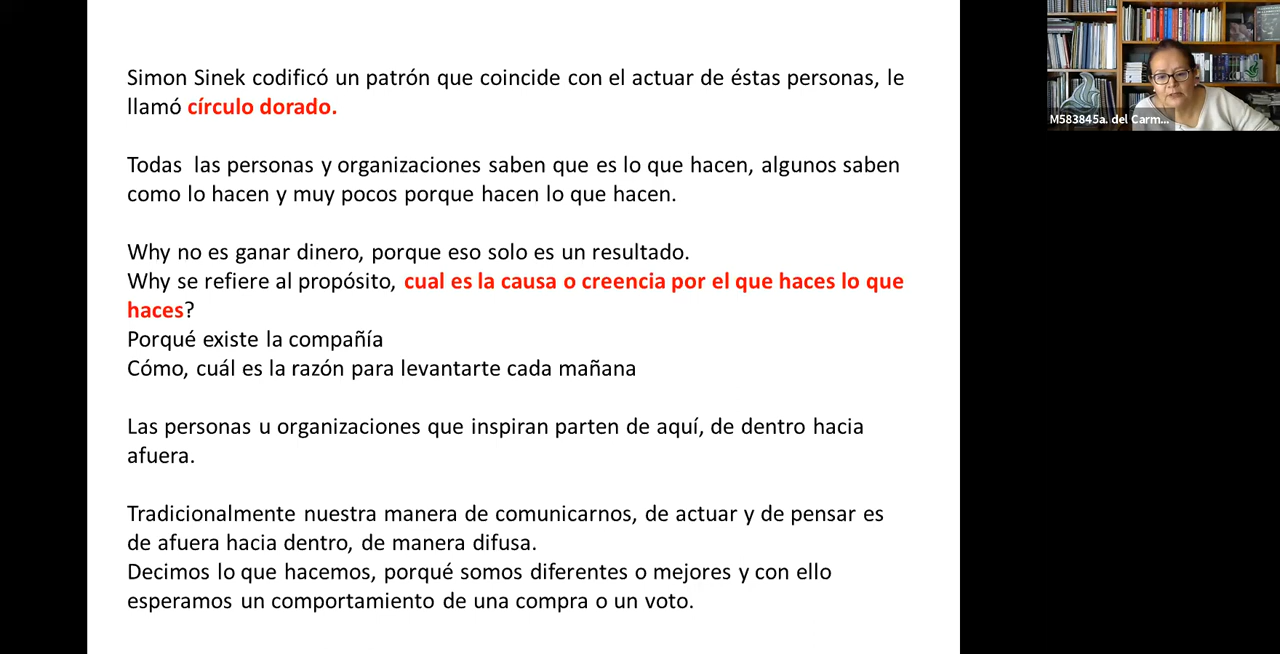 Simon Sinek codificó un patrón que coincide con el actuar de éstas personas, le
llamó círculo dorado.
Todas las personas y organizaciones saben que es lo que hacen, algunos saben
como lo hacen y muy pocos porque hacen lo que hacen.
Why no es ganar dinero, porque eso solo es un resultado.
Why se refiere al propósito, cual es la causa o creencia por el que haces lo que
haces?
Porqué existe la compañía
Cómo, cuál es la razón para levantarte cada mañana
Las personas u organizaciones que inspiran parten de aquí, de dentro hacia
afuera.
Tradicionalmente nuestra manera de comunicarnos, de actuar y de pensar es
de afuera hacia dentro, de manera difusa.
Decimos lo que hacemos, porqué somos diferentes o mejores y con ello
esperamos un comportamiento de una compra o un voto.
M583845a. del Carm...